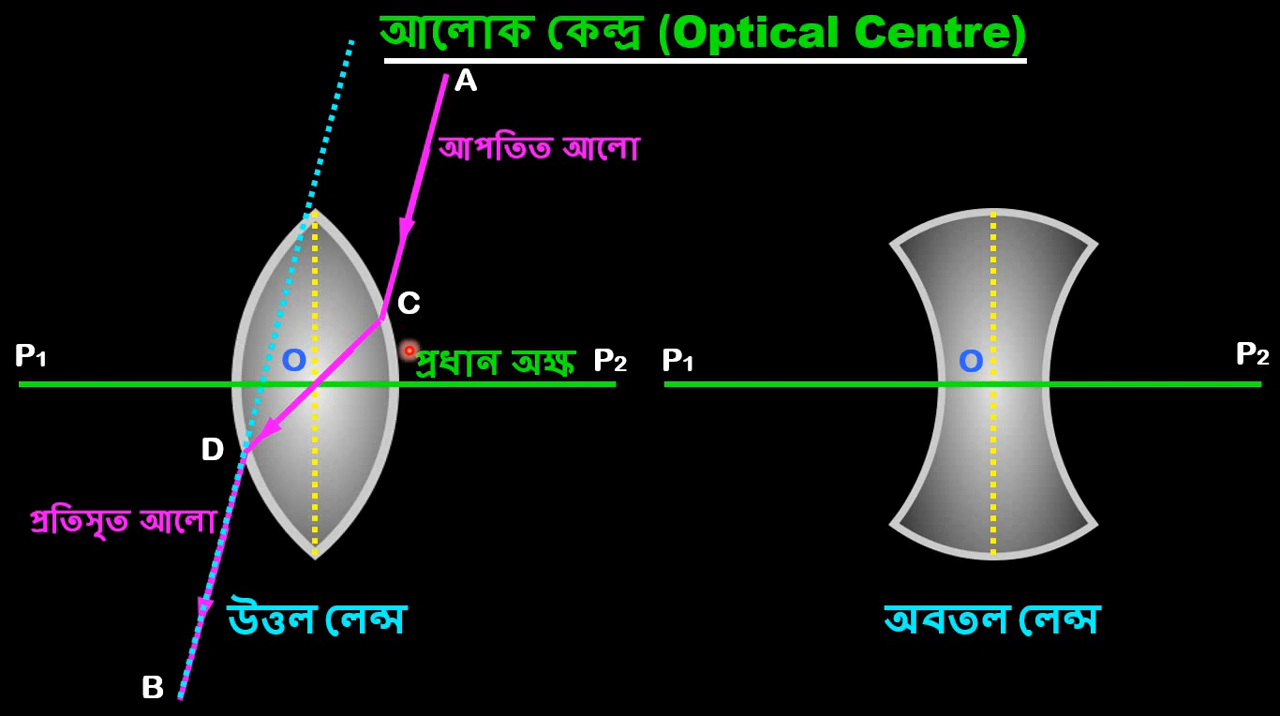 আলোক কেন্দ্র (Optical Centre)
A
আপতিত আলো
C
P₁
O
প্রধান অক্ষ
P₂
P₁
O
P₂
D
প্রতিসৃত আলো
উত্তল লেন্স
অবতল লেন্স
B